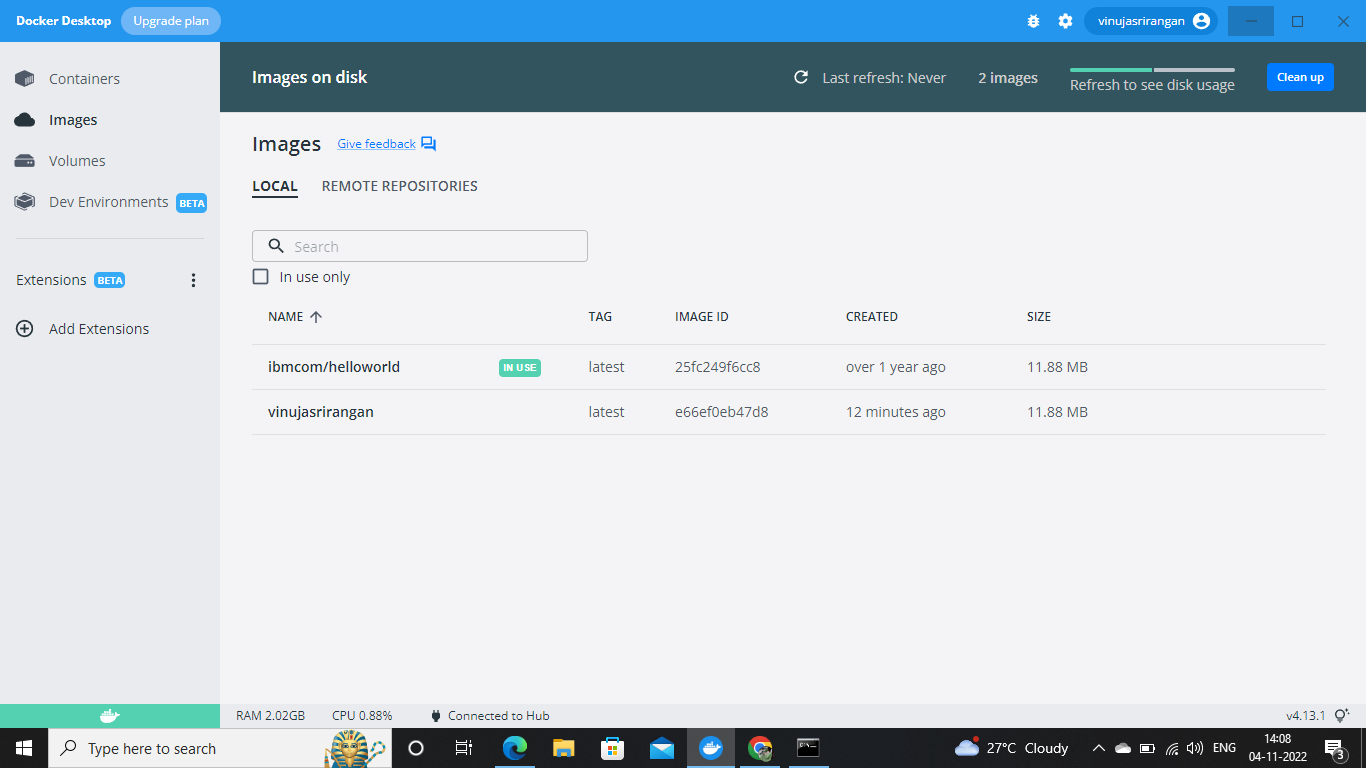 Docker Desktop Upgrade plan vinujasrirangan
Containers
Images
Volumes
Dev Environments BETA
Extensions BETA
Add Extensions
Images on disk Last refresh: Never 2 images Refresh to see disk usage Clean up
Images Give feedback
LOCAL REMOTE REPOSITORIES
Search
In use only
NAME TAG IMAGE ID CREATED SIZE
ibmcom/helloworld IN USE latest 25fc249f6cc8 over 1 year ago 11.88 MB
vinujasrirangan latest e66ef0eb47d8 12 minutes ago 11.88 MB
RAM 2.02GB CPU 0.88% Connected to Hub v4.13.1
Type here to search 27°C Cloudy ENG 14:08
04-11-2022 3